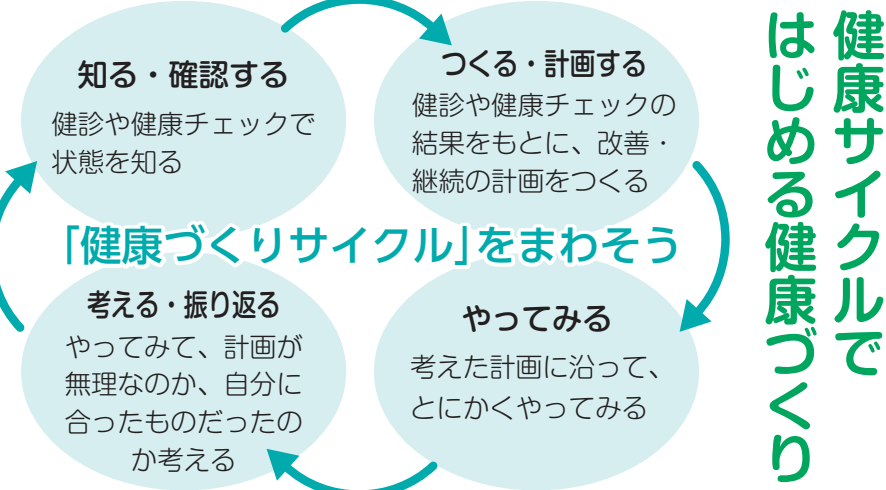 健康サイクルで
はじめる健康づくり
知る・確認する
健診や健康チェックで
状態を知る
つくる・計画する
健診や健康チェックの
結果をもとに、改善・
継続の計画をつくる
「健康づくりサイクル」をまわそう
考える・振り返る
やってみて、計画が
無理なのか、自分に
合ったものだったの
か考える
やってみる
考えた計画に沿って、
とにかくやってみる